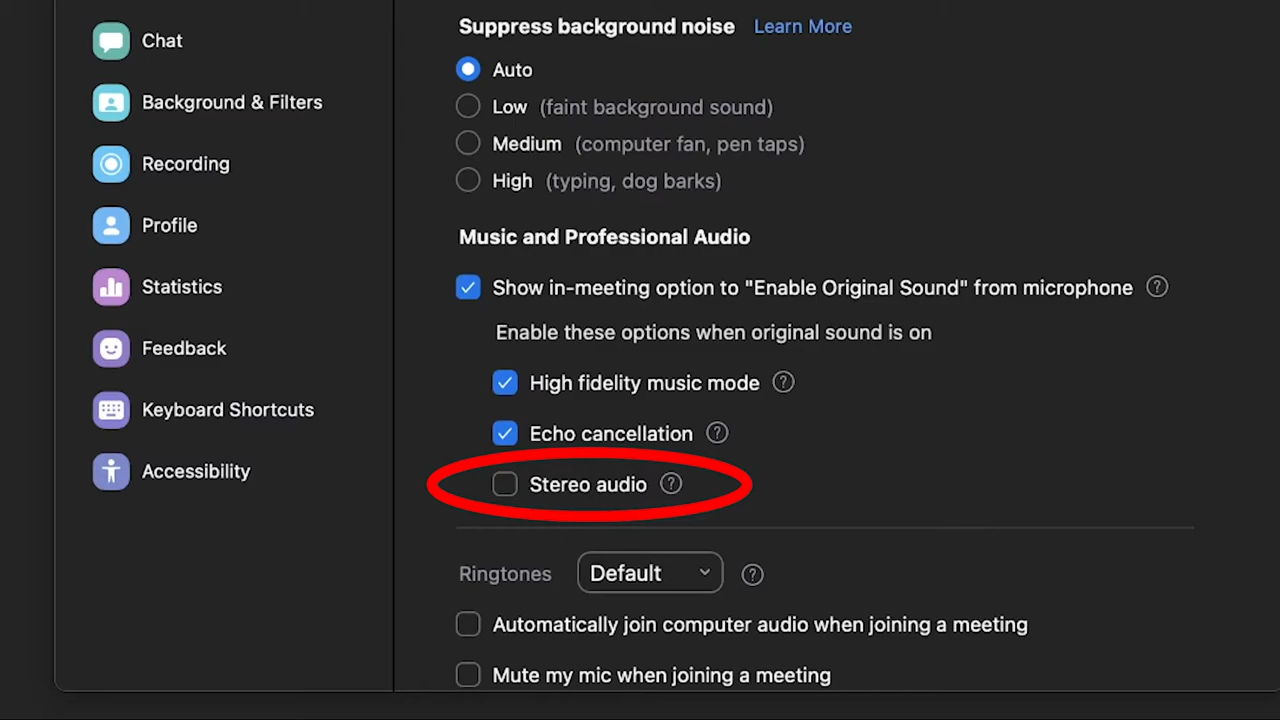 Chat
Background & Filters
Recording
Profile
Statistics
Feedback
Keyboard Shortcuts
Accessibility
Suppress background noise Learn More
Auto
Low (faint background sound)
Medium (computer fan, pen taps)
High (typing, dog barks)
Music and Professional Audio
Show in-meeting option to "Enable Original Sound" from microphone ?
Enable these options when original sound is on
High fidelity music mode ?
Echo cancellation ?
Stereo audio ?
Ringtones Default ?
Automatically join computer audio when joining a meeting
Mute my mic when joining a meeting